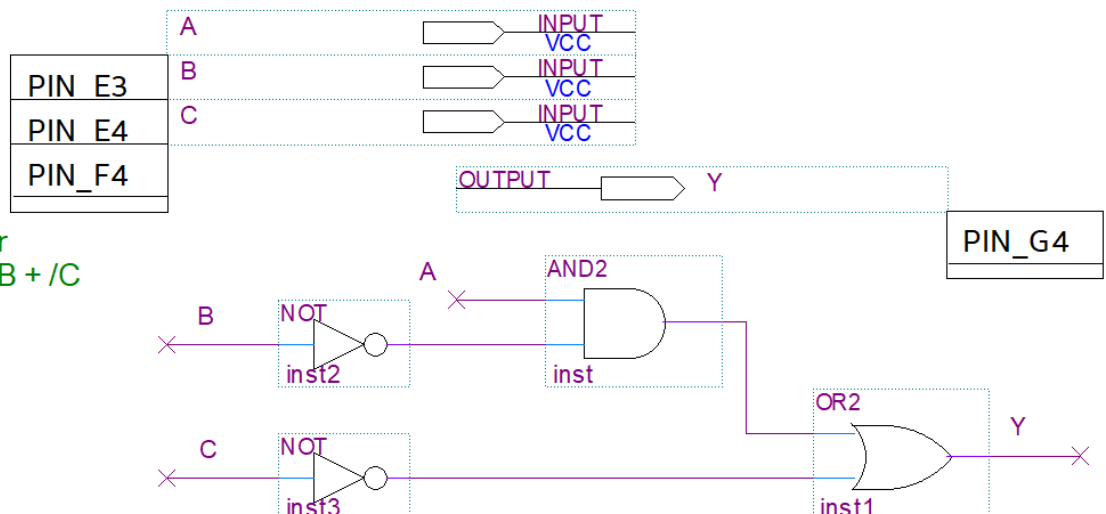 A
INPUT
VCC
PIN_E3
B
INPUT
VCC
PIN_E4
C
INPUT
VCC
PIN_F4
OUTPUT
Y
PIN_G4
B + /C
A
AND2
B
NOT
inst2
inst
OR2
C
NOT
Y
inst3
inst1